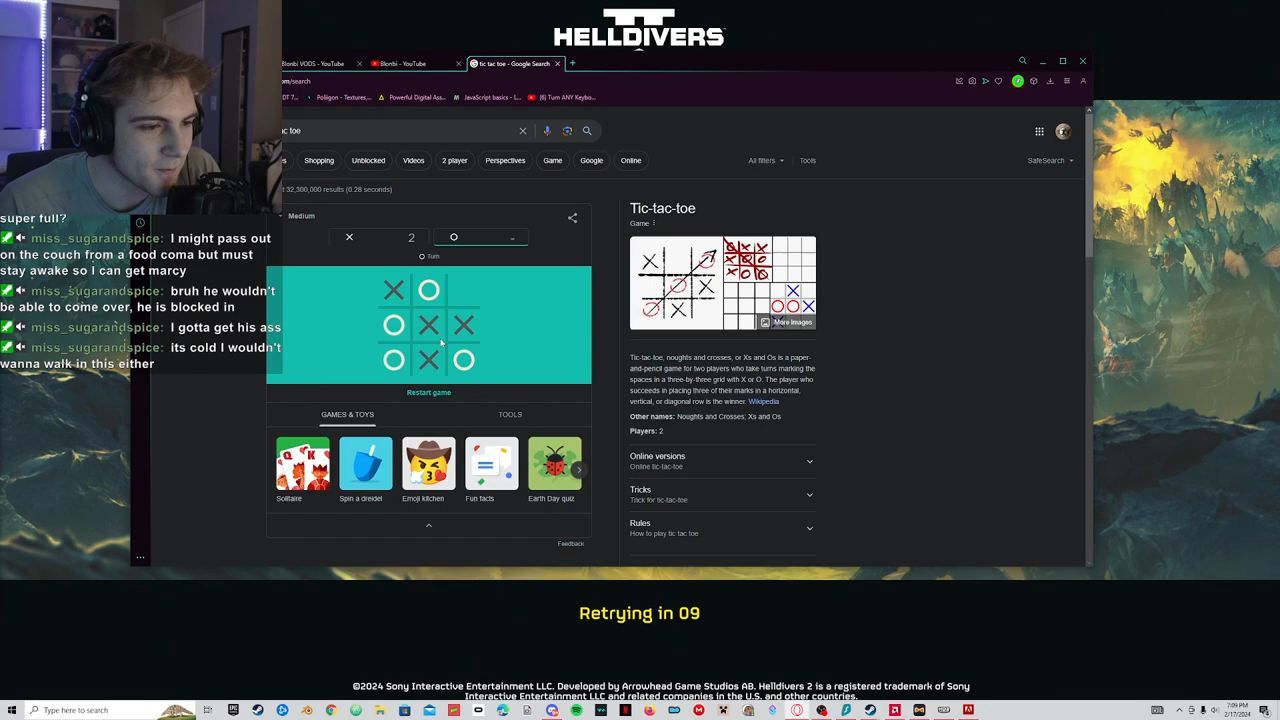 HELLDIVERS
Blonbi VODS - YouTube
Blonbi - YouTube
tic tac toe - Google Search
om/search
DT 7...
Poliigon - Textures,...
Powerful Digital Ass...
JavaScript basics - L...
(6) Turn ANY Keybo...
ac toe
Shopping
Unblocked
Videos
2 player
Perspectives
Game
Google
Online
All filters
Tools
SafeSearch
t 32,300,000 results (0.28 seconds)
Medium
2
-
Turn
Restart game
GAMES & TOYS
TOOLS
Solitaire
Spin a dreidel
Emoji kitchen
Fun facts
Earth Day quiz
Feedback
Tic-tac-toe
Game
More images
Tic-tac-toe, noughts and crosses, or Xs and Os is a paper-
and-pencil game for two players who take turns marking the
spaces in a three-by-three grid with X or O. The player who
succeeds in placing three of their marks in a horizontal,
vertical, or diagonal row is the winner. Wikipedia
Other names: Noughts and Crosses; Xs and Os
Players: 2
Online versions
Online tic-tac-toe
Tricks
Trick for tic-tac-toe
Rules
How to play tic tac toe
super full?
miss_sugarandspice: I might pass out
on the couch from a food coma but must
stay awake so I can get marcy
miss_sugarandspice: bruh he wouldn't
be able to come over, he is blocked in
miss_sugarandspice: I gotta get his ass
miss_sugarandspice: its cold I wouldn't
wanna walk in this either
Retrying in 09
©2024 Sony Interactive Entertainment LLC. Developed by Arrowhead Game Studios AB. Helldivers 2 is a registered trademark of Sony
Interactive Entertainment LLC and related companies in the U.S. and other countries.
Type here to search
7:09 PM
2/17/2024